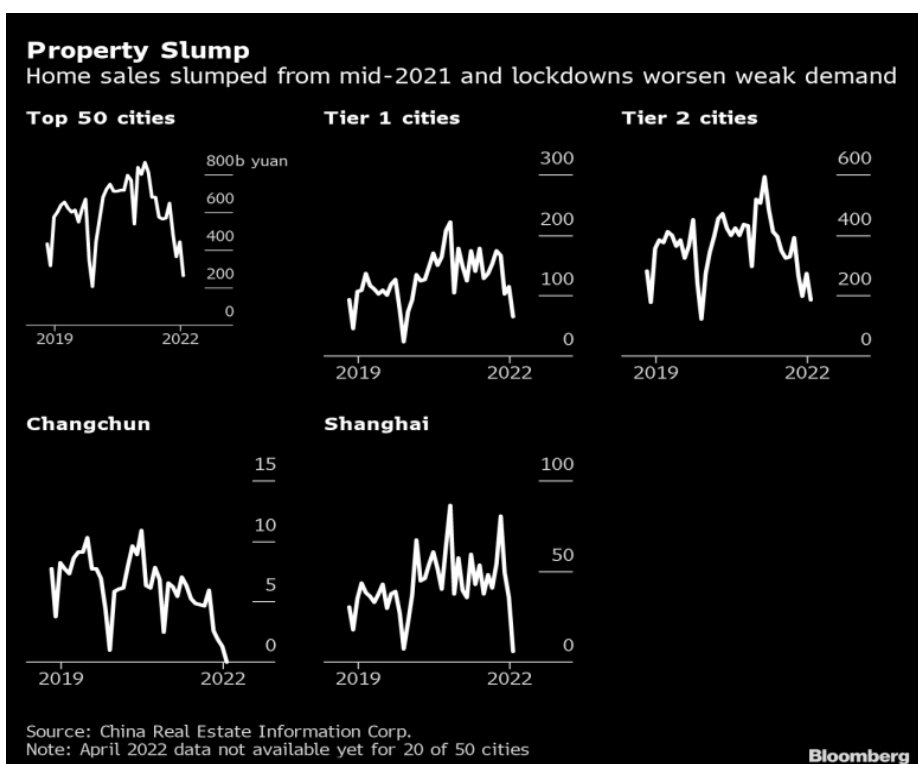 Property Slump
Home sales slumped from mid-2021 and lockdowns worsen weak demand
Top 50 cities
800b yuan
600
400
200
0
2019 2022
Tier 1 cities
300
200
100
0
2019 2022
Tier 2 cities
600
400
200
0
2019 2022
Changchun
15
10
5
0
2019 2022
Shanghai
100
50
0
2019 2022
Source: China Real Estate Information Corp.
Note: April 2022 data not available yet for 20 of 50 cities
Bloomberg